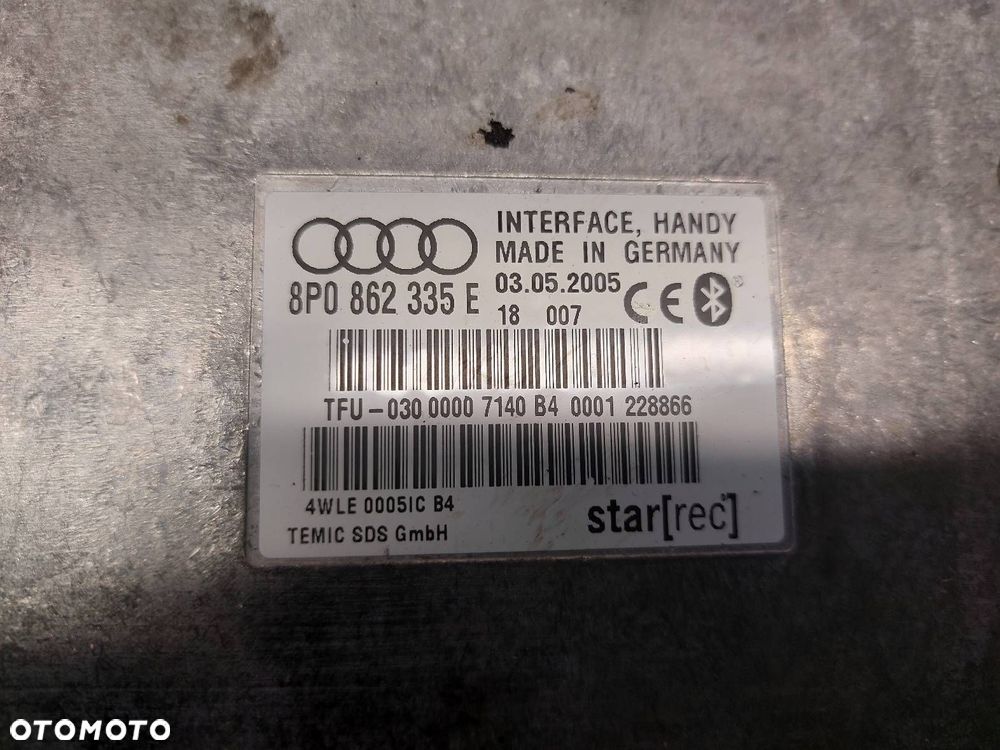 INTERFACE, HANDY
MADE IN GERMANY
03.05.2005
8P0 862 335 E
18 007
CE
TFU-030 0000 7140 B4 0001 228866
4WLE 0005IC B4
TEMIC SDS GmbH
star[rec]
OTOMOTO